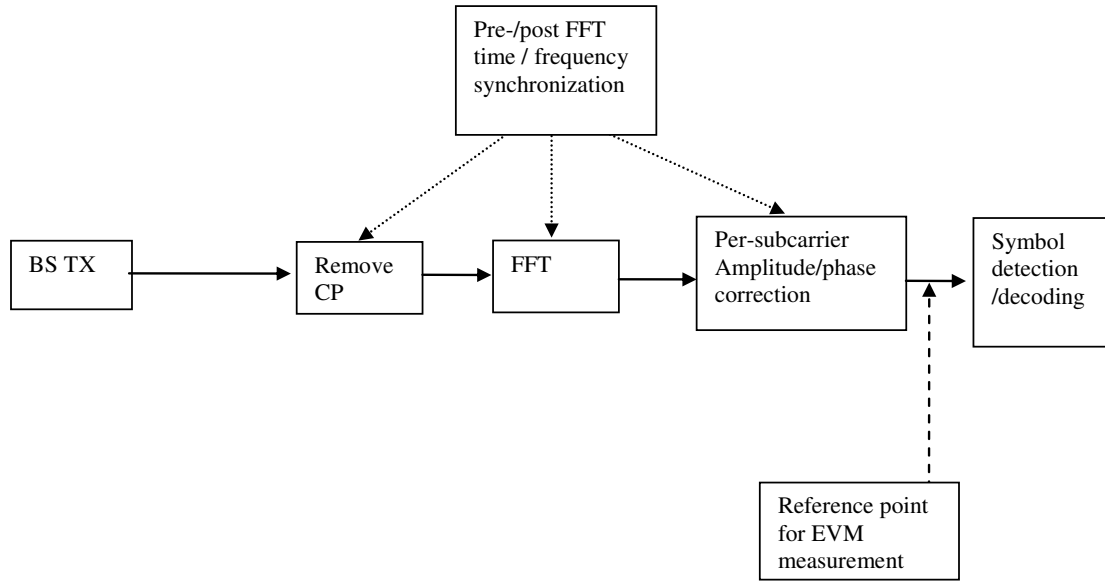 Pre-/post FFT
time / frequency
synchronization
BS TX
Remove
CP
FFT
Per-subcarrier
Amplitude/phase
correction
Symbol
detection
/decoding
Reference point
for EVM
measurement